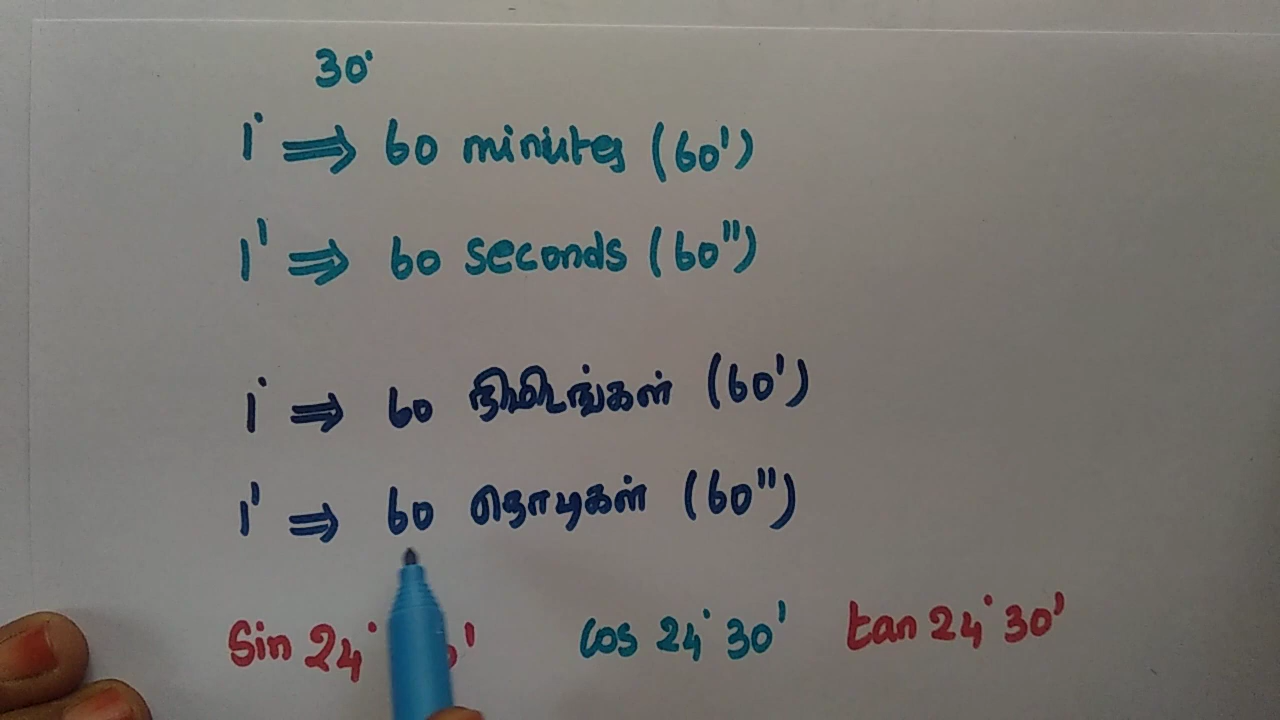 30°
1° ⇒ 60 minutes (60')
1' ⇒ 60 seconds (60")
1° ⇒ 60 நிமிடங்கள் (60')
1' ⇒ 60 நொடிகள் (60")
Sin 24° cos 24° 30' tan 24° 30'